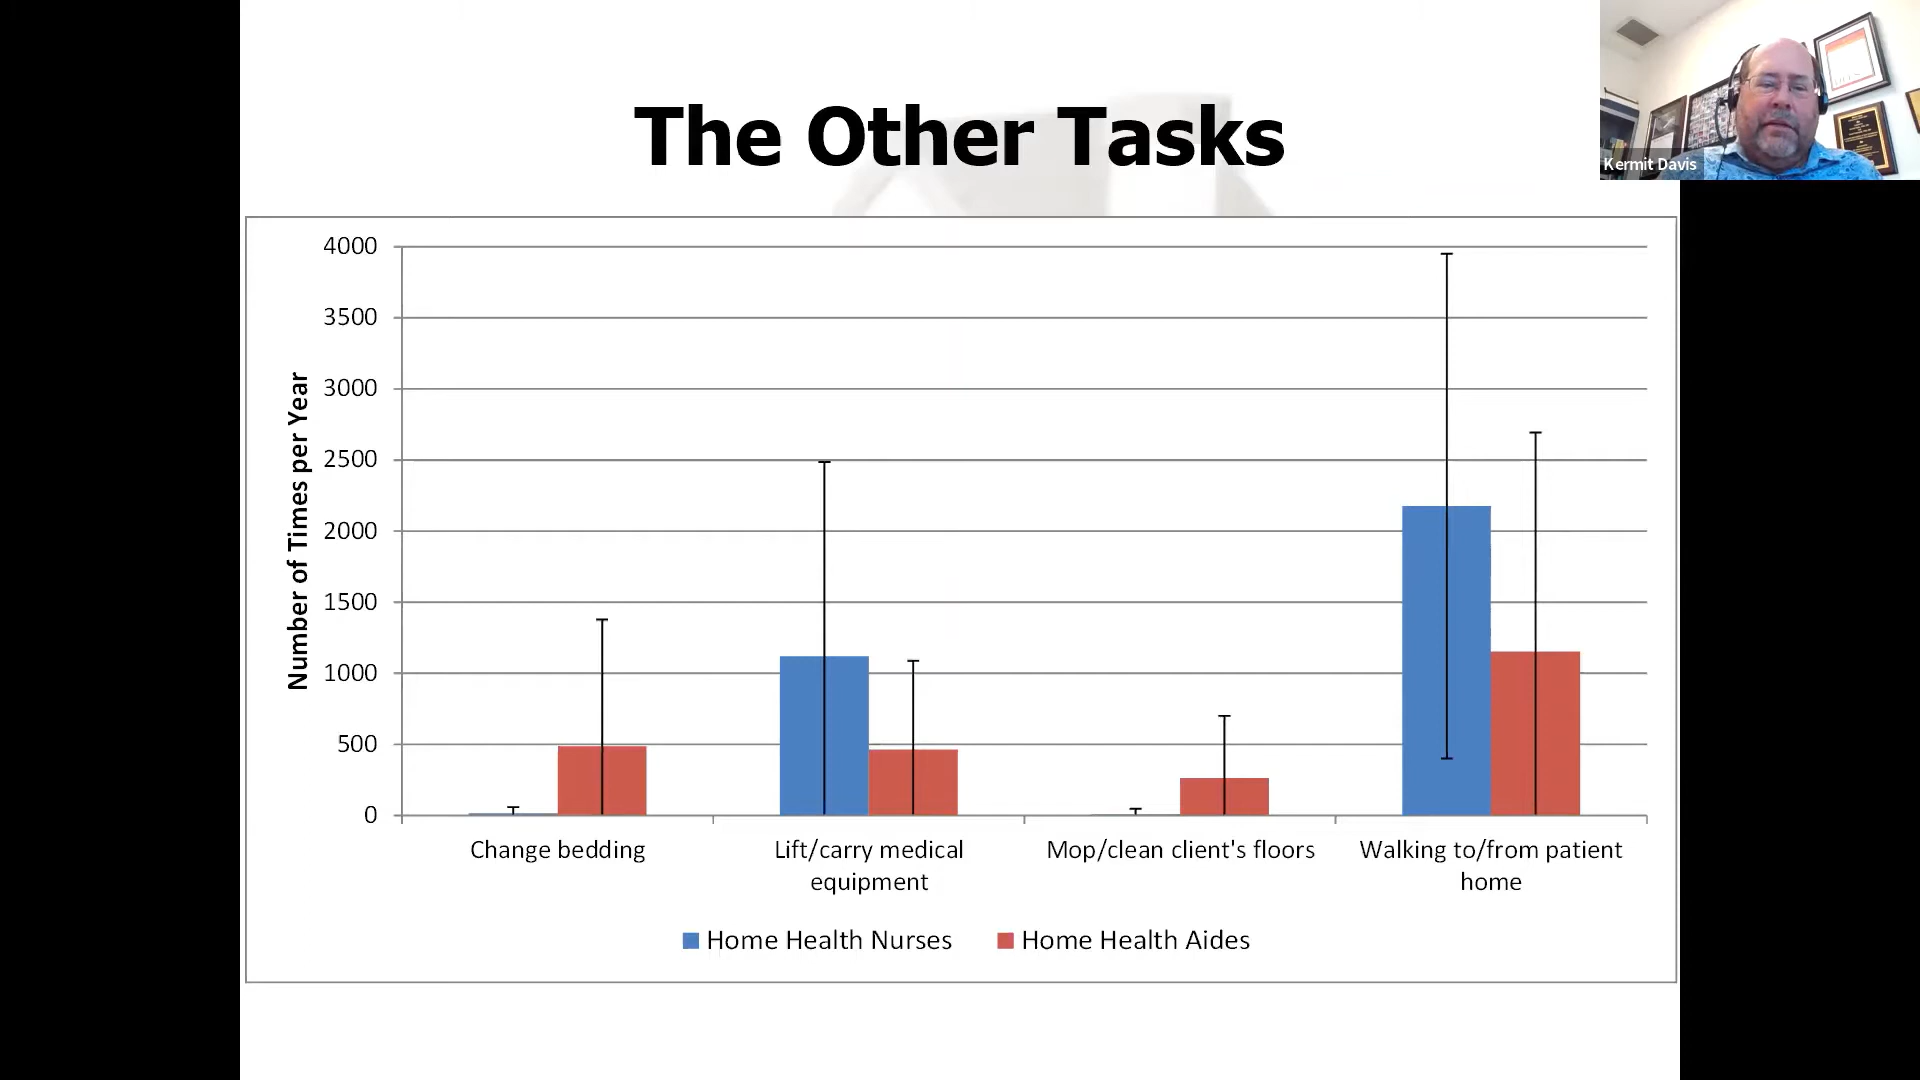 The Other Tasks
Kermit Davis
Number of Times per Year
4000
3500
3000
2500
2000
1500
1000
500
0
Change bedding
Lift/carry medical
equipment
Mop/clean client's floors
Walking to/from patient
home
Home Health Nurses
Home Health Aides